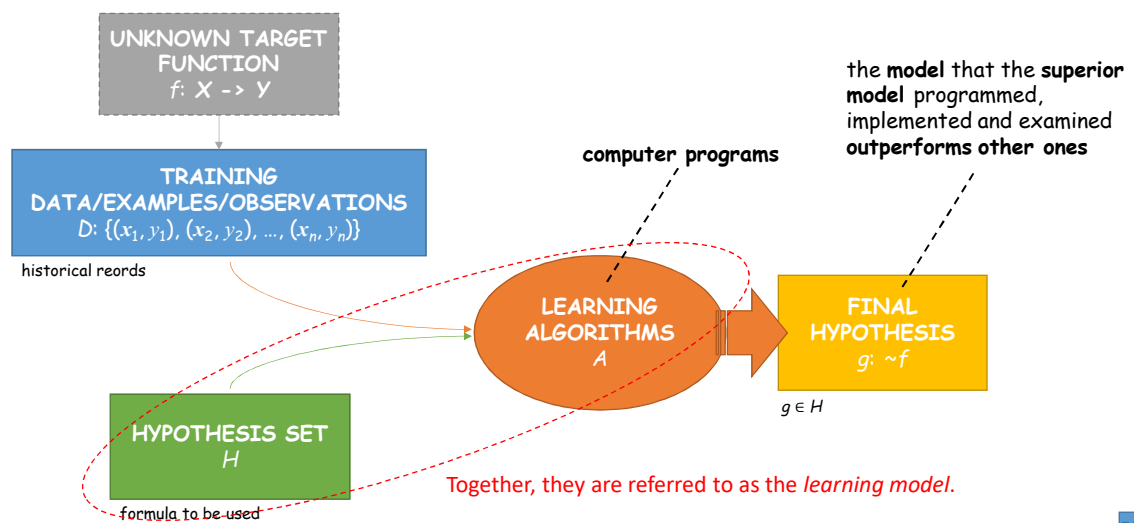 UNKNOWN TARGET
FUNCTION
f: X -> Y
the model that the superior
model programmed,
implemented and examined
outperforms other ones
computer programs
TRAINING
DATA/EXAMPLES/OBSERVATIONS
D: {(x₁, y₁), (x₂, y₂), …, (xₙ, yₙ)}
historical reords
LEARNING
ALGORITHMS
A
FINAL
HYPOTHESIS
g: ~f
g ∈ H
HYPOTHESIS SET
H
formula to be used
Together, they are referred to as the learning model.